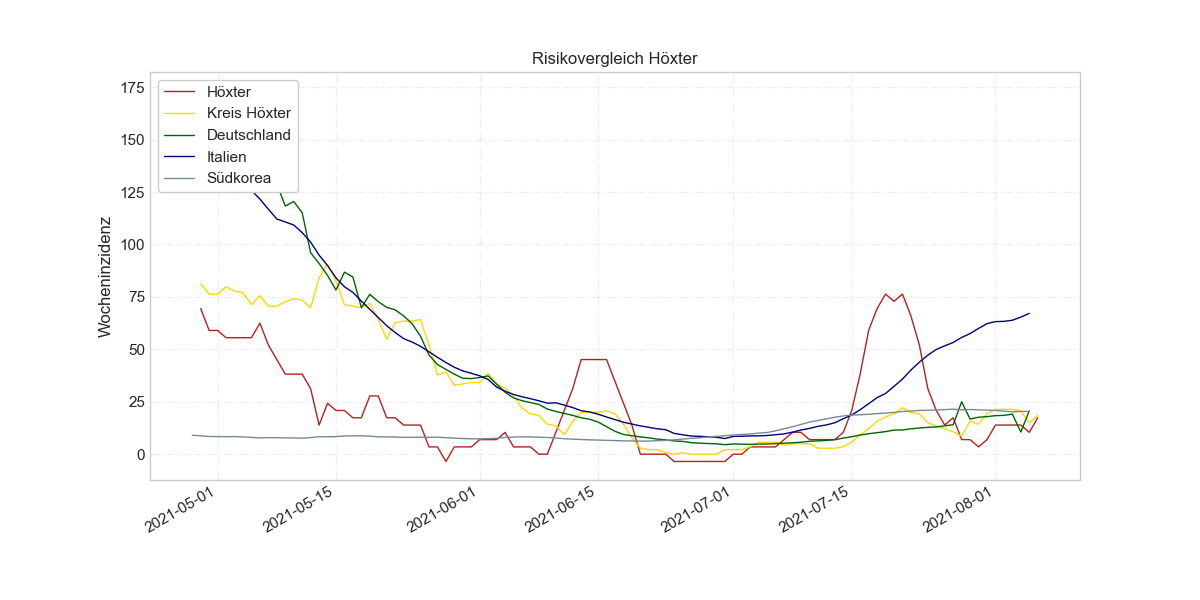 Risikovergleich Höxter
Wocheninzidenz
175
150
125
100
75
50
25
0
Höxter
Kreis Höxter
Deutschland
Italien
Südkorea
2021-05-01
2021-05-15
2021-06-01
2021-06-15
2021-07-01
2021-07-15
2021-08-01